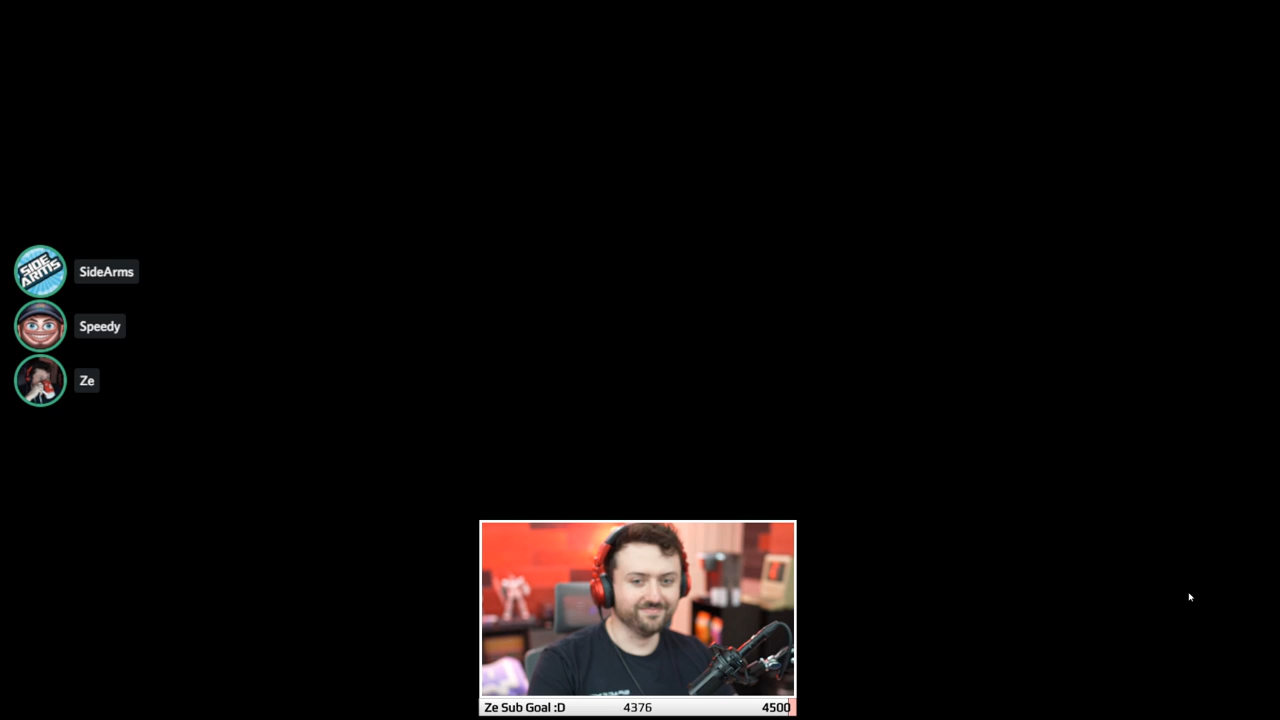 SIDE
ARMS
SideArms
Speedy
Ze
Ze Sub Goal :D 4376 4500